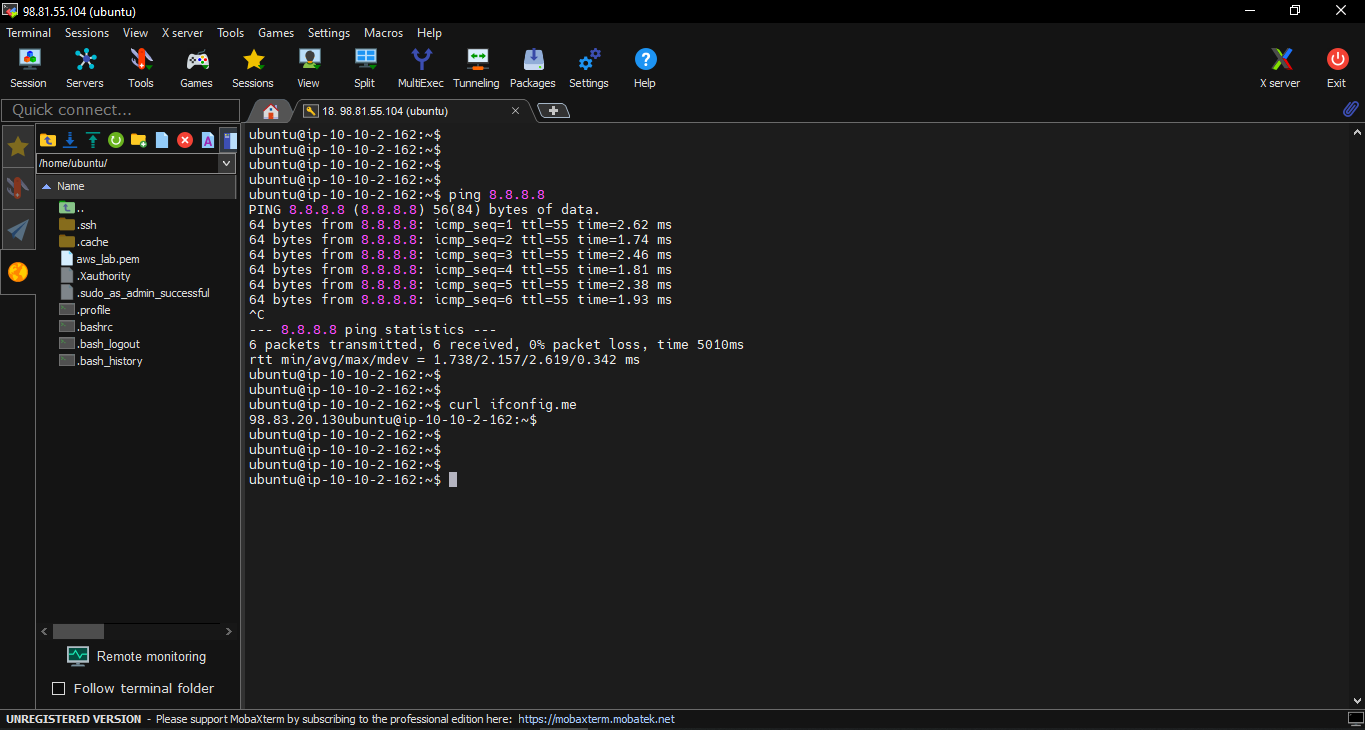 98.81.55.104 (ubuntu)
Terminal Sessions View X server Tools Games Settings Macros Help
Session Servers Tools Games Sessions View Split MultiExec Tunneling Packages Settings Help X server Exit
Quick connect...
18. 98.81.55.104 (ubuntu)
/home/ubuntu/
Name
..
.ssh
.cache
aws_lab.pem
.Xauthority
.sudo_as_admin_successful
.profile
.bashrc
.bash_logout
.bash_history
Remote monitoring
Follow terminal folder
ubuntu@ip-10-10-2-162:~$
ubuntu@ip-10-10-2-162:~$
ubuntu@ip-10-10-2-162:~$
ubuntu@ip-10-10-2-162:~$
ubuntu@ip-10-10-2-162:~$ ping 8.8.8.8
PING 8.8.8.8 (8.8.8.8) 56(84) bytes of data.
64 bytes from 8.8.8.8: icmp_seq=1 ttl=55 time=2.62 ms
64 bytes from 8.8.8.8: icmp_seq=2 ttl=55 time=1.74 ms
64 bytes from 8.8.8.8: icmp_seq=3 ttl=55 time=2.46 ms
64 bytes from 8.8.8.8: icmp_seq=4 ttl=55 time=1.81 ms
64 bytes from 8.8.8.8: icmp_seq=5 ttl=55 time=2.38 ms
64 bytes from 8.8.8.8: icmp_seq=6 ttl=55 time=1.93 ms
^C
--- 8.8.8.8 ping statistics ---
6 packets transmitted, 6 received, 0% packet loss, time 5010ms
rtt min/avg/max/mdev = 1.738/2.157/2.619/0.342 ms
ubuntu@ip-10-10-2-162:~$
ubuntu@ip-10-10-2-162:~$
ubuntu@ip-10-10-2-162:~$ curl ifconfig.me
98.83.20.130ubuntu@ip-10-10-2-162:~$
ubuntu@ip-10-10-2-162:~$
ubuntu@ip-10-10-2-162:~$
ubuntu@ip-10-10-2-162:~$
ubuntu@ip-10-10-2-162:~$
UNREGISTERED VERSION - Please support MobaXterm by subscribing to the professional edition here: https://mobaxterm.mobatek.net